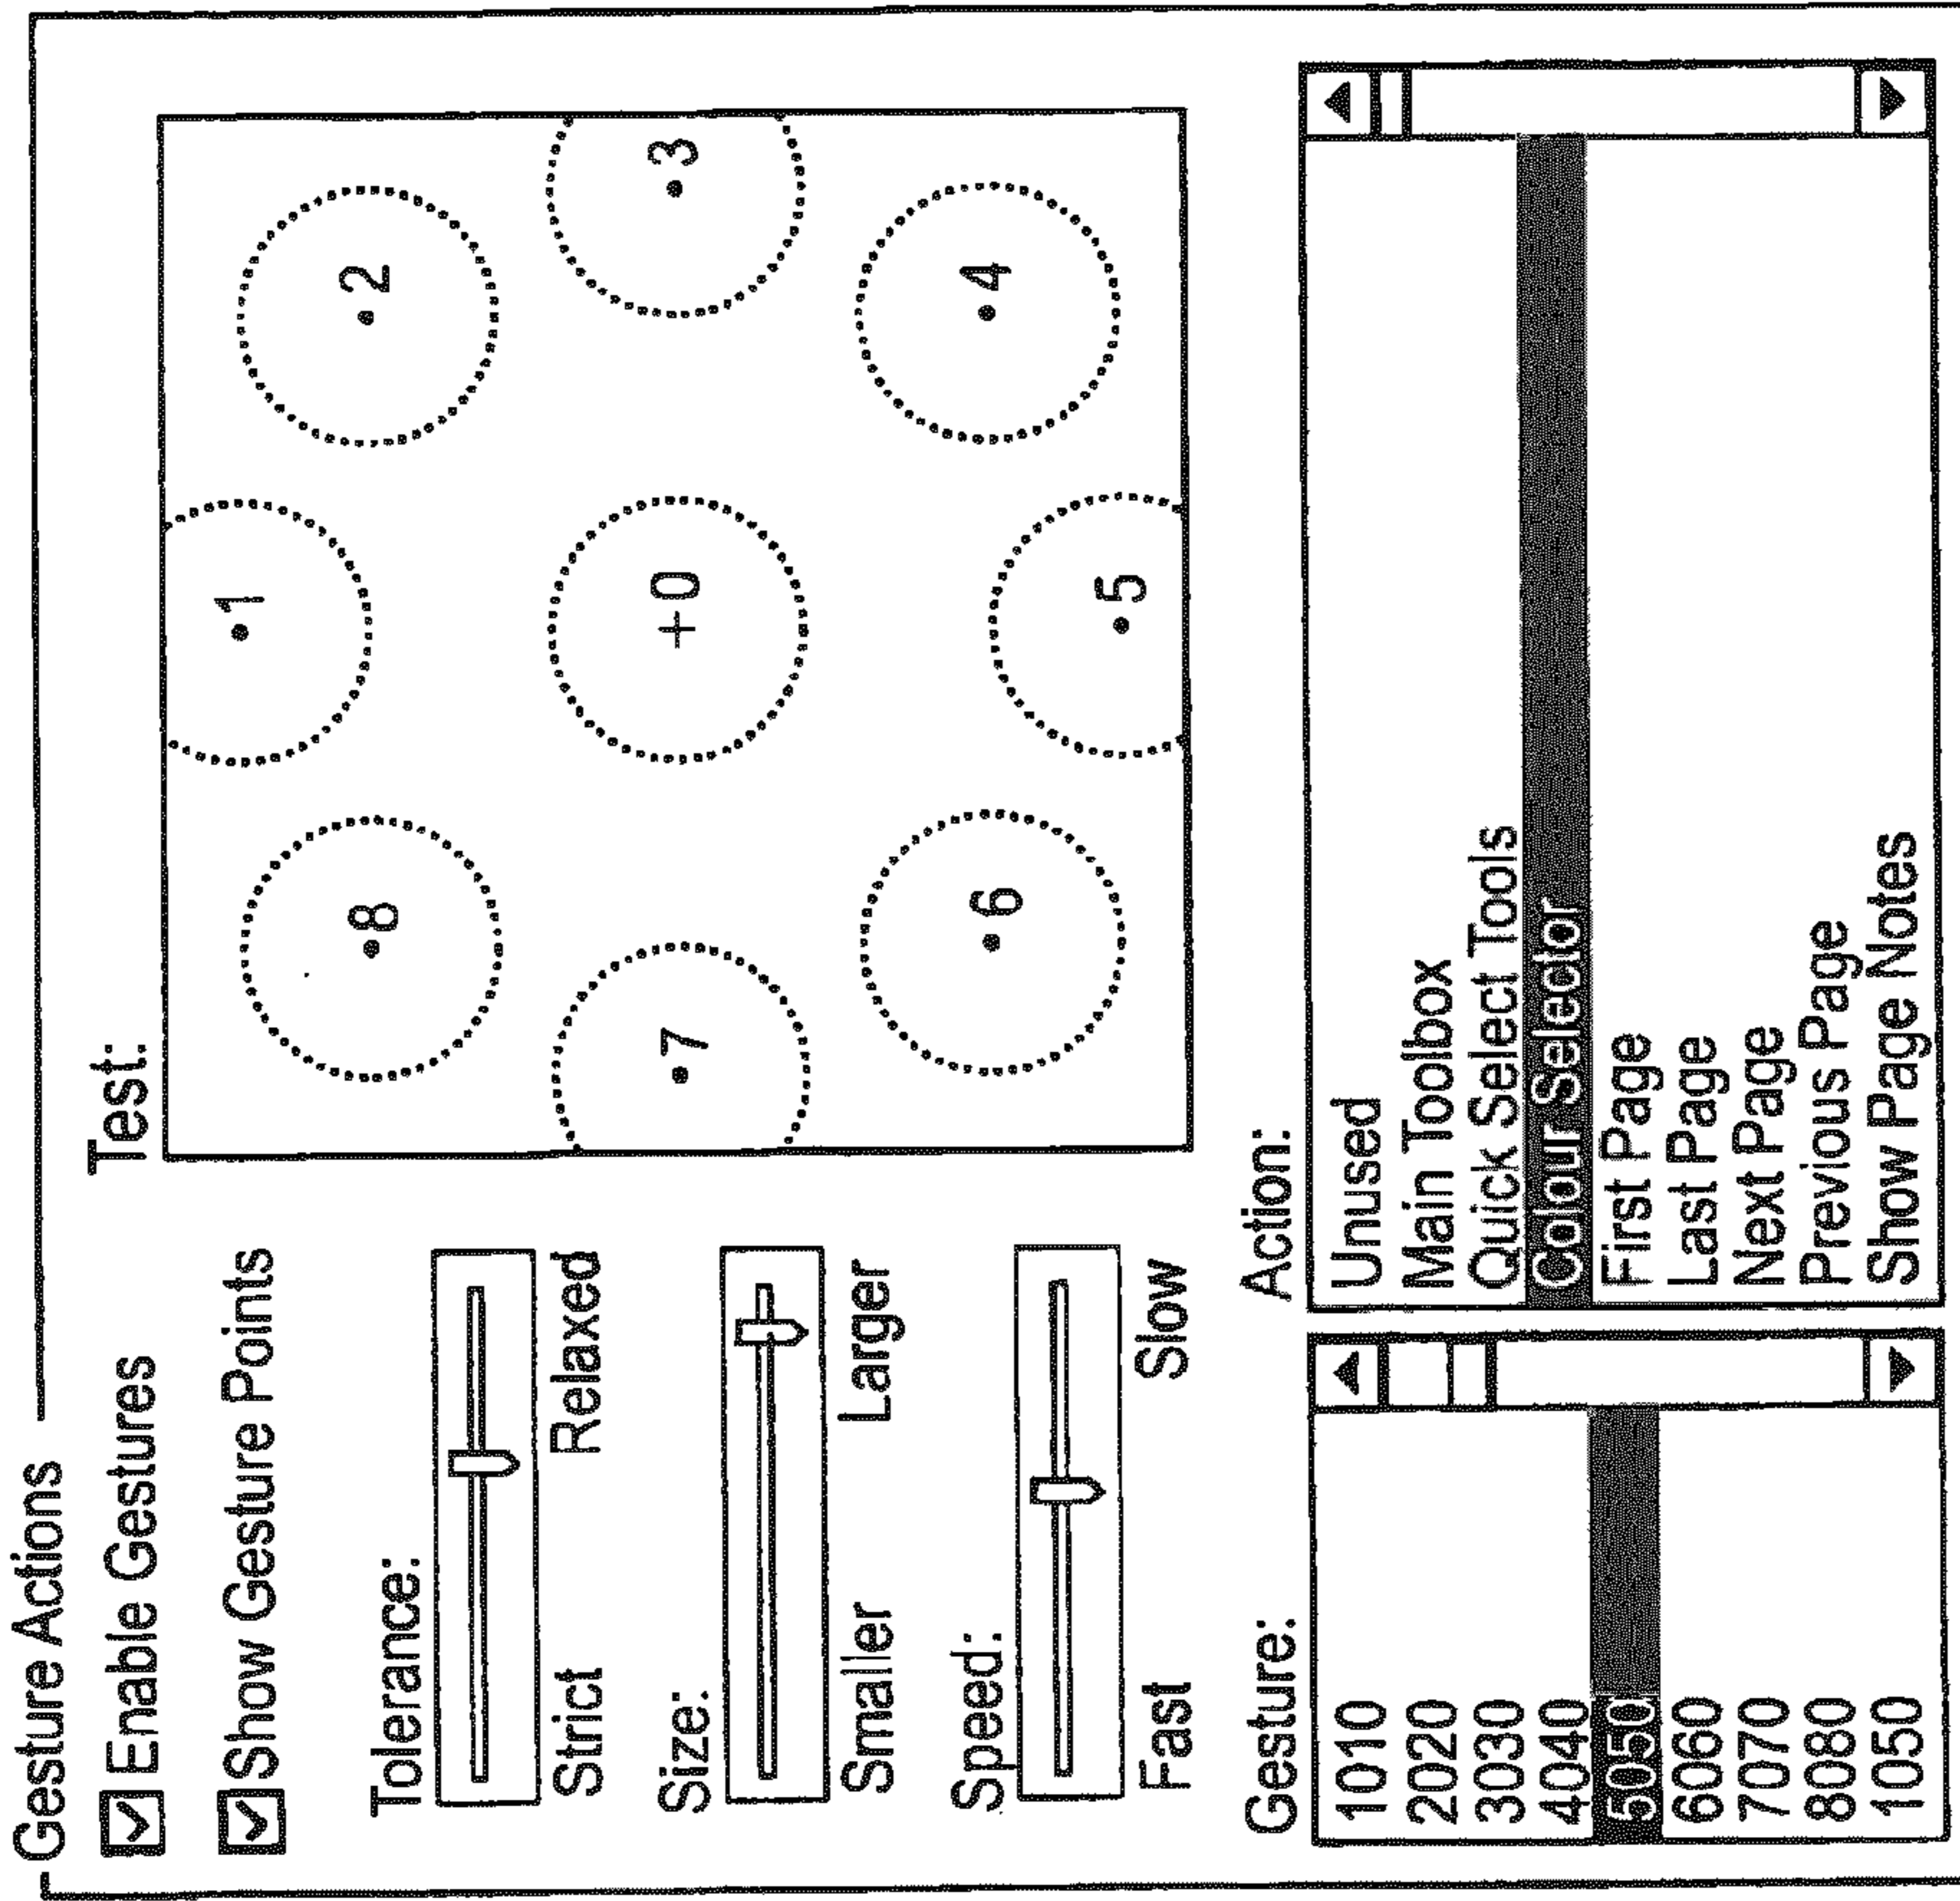 Gesture Actions
Enable Gestures
Show Gesture Points
Tolerance:
Strict Relaxed
Size:
Smaller Larger
Speed:
Fast Slow
Test:
1
8 2
7 +0 3
6 4
5
Gesture:
1010
2020
3030
4040
5050
6060
7070
8080
1050
Action:
Unused
Main Toolbox
Quick Select Tools
Colour Selector
First Page
Last Page
Next Page
Previous Page
Show Page Notes